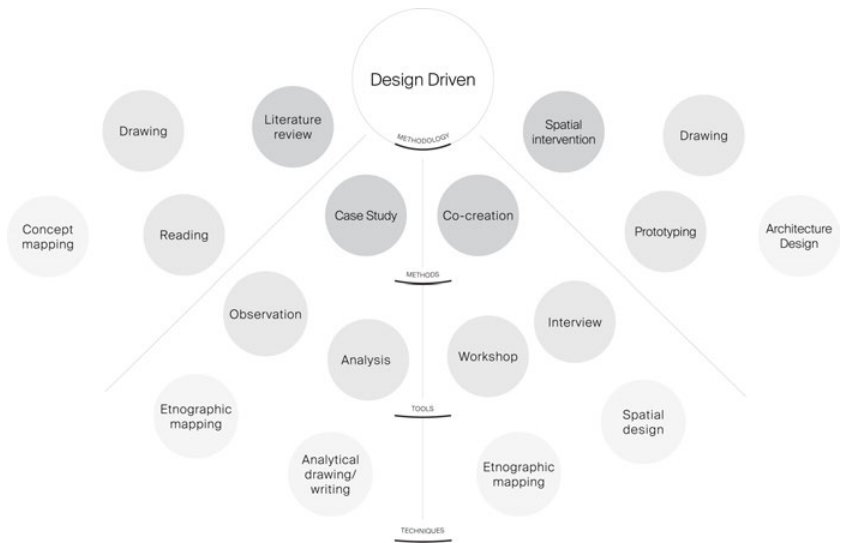 Design Driven
METHODOLOGY
Drawing
Literature
review
Spatial
intervention
Drawing
Concept
mapping
Reading
Case Study
Co-creation
Prototyping
Architecture
Design
METHODS
Observation
Analysis
Workshop
Interview
TOOLS
Etnographic
mapping
Analytical
drawing/
writing
Etnographic
mapping
Spatial
design
TECHNIQUES